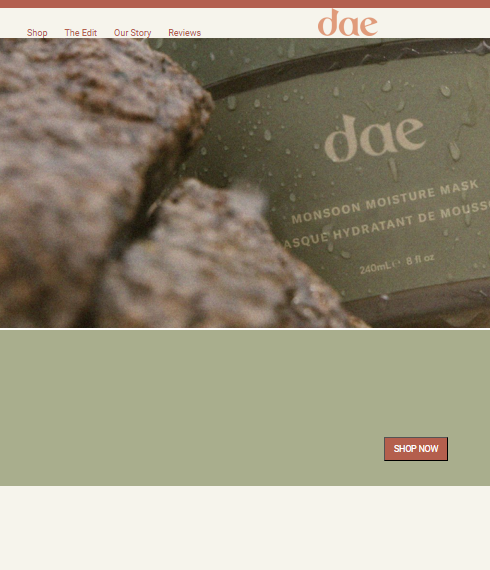 Shop The Edit Our Story Reviews
dae
dae
MONSOON MOISTURE MASK
ASQUE HYDRATANT DE MOUSSO
240mL ℮ 8 fl oz
SHOP NOW